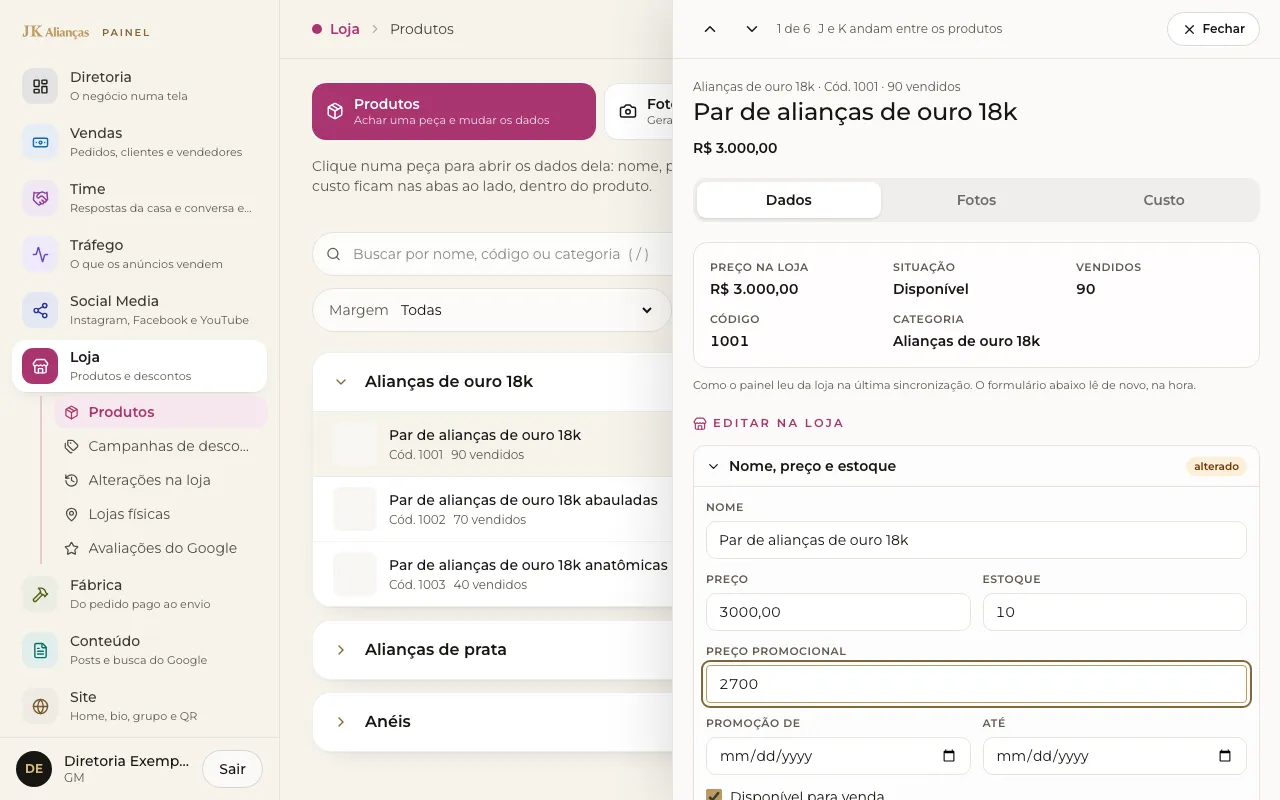 JK Alianças PAINEL
Diretoria
O negócio numa tela
Vendas
Pedidos, clientes e vendedores
Time
Respostas da casa e conversa e...
Tráfego
O que os anúncios vendem
Social Media
Instagram, Facebook e YouTube
Loja
Produtos e descontos
Produtos
Campanhas de desco...
Alterações na loja
Lojas físicas
Avaliações do Google
Fábrica
Do pedido pago ao envio
Conteúdo
Posts e busca do Google
Site
Home, bio, grupo e QR
DE
Diretoria Exemp...
GM
Sair
Loja > Produtos
Produtos
Achar uma peça e mudar os dados
Clique numa peça para abrir os dados dela: nome,
custo ficam nas abas ao lado, dentro do produto.
Buscar por nome, código ou categoria ( / )
Margem Todas
Alianças de ouro 18k
Par de alianças de ouro 18k
Cód. 1001 90 vendidos
Par de alianças de ouro 18k abauladas
Cód. 1002 70 vendidos
Par de alianças de ouro 18k anatômicas
Cód. 1003 40 vendidos
Alianças de prata
Anéis
1 de 6 J e K andam entre os produtos
Fechar
Alianças de ouro 18k · Cód. 1001 · 90 vendidos
Par de alianças de ouro 18k
R$ 3.000,00
Dados Fotos Custo
PREÇO NA LOJA SITUAÇÃO VENDIDOS
R$ 3.000,00 Disponível 90
CÓDIGO CATEGORIA
1001 Alianças de ouro 18k
Como o painel leu da loja na última sincronização. O formulário abaixo lê de novo, na hora.
EDITAR NA LOJA
Nome, preço e estoque alterado
NOME
Par de alianças de ouro 18k
PREÇO ESTOQUE
3000,00 10
PREÇO PROMOCIONAL
2700
PROMOÇÃO DE ATÉ
mm/dd/yyyy mm/dd/yyyy
Disponível para venda